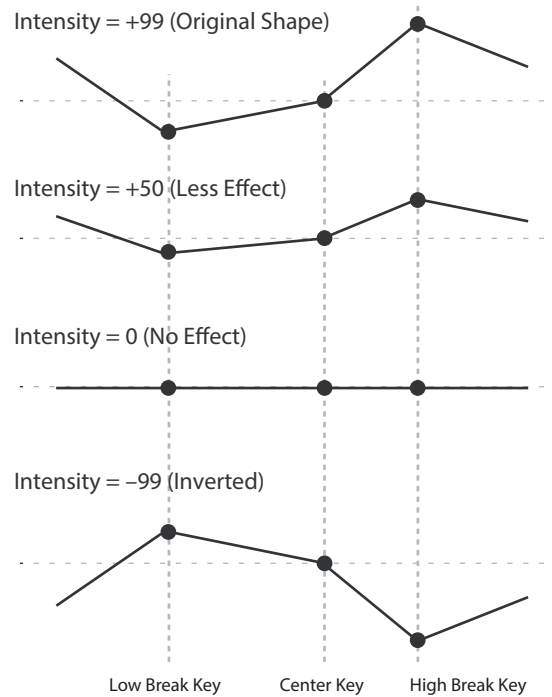 Intensity = +99 (Original Shape)
Intensity = +50 (Less Effect)
Intensity = 0 (No Effect)
Intensity = –99 (Inverted)
Low Break Key Center Key High Break Key